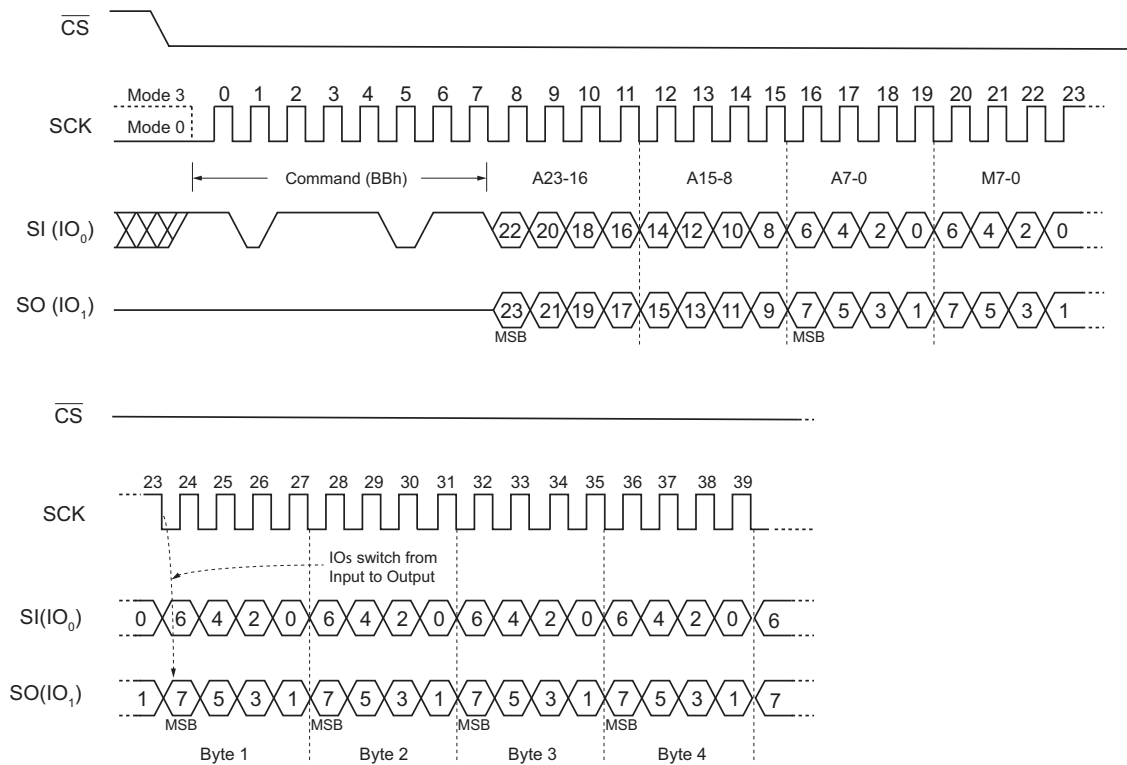 CS
Mode 3
0 1 2 3 4 5 6 7 8 9 10 11 12 13 14 15 16 17 18 19 20 21 22 23
SCK
Mode 0
Command (BBh) A23-16 A15-8 A7-0 M7-0
SI (IO0) 22 20 18 16 14 12 10 8 6 4 2 0 6 4 2 0
SO (IO1) 23 21 19 17 15 13 11 9 7 5 3 1 7 5 3 1
MSB MSB
CS
23 24 25 26 27 28 29 30 31 32 33 34 35 36 37 38 39
SCK
IOs switch from
Input to Output
SI(IO0) 0 6 4 2 0 6 4 2 0 6 4 2 0 6 4 2 0 6
SO(IO1) 1 7 5 3 1 7 5 3 1 7 5 3 1 7 5 3 1 7
MSB MSB MSB MSB
Byte 1 Byte 2 Byte 3 Byte 4